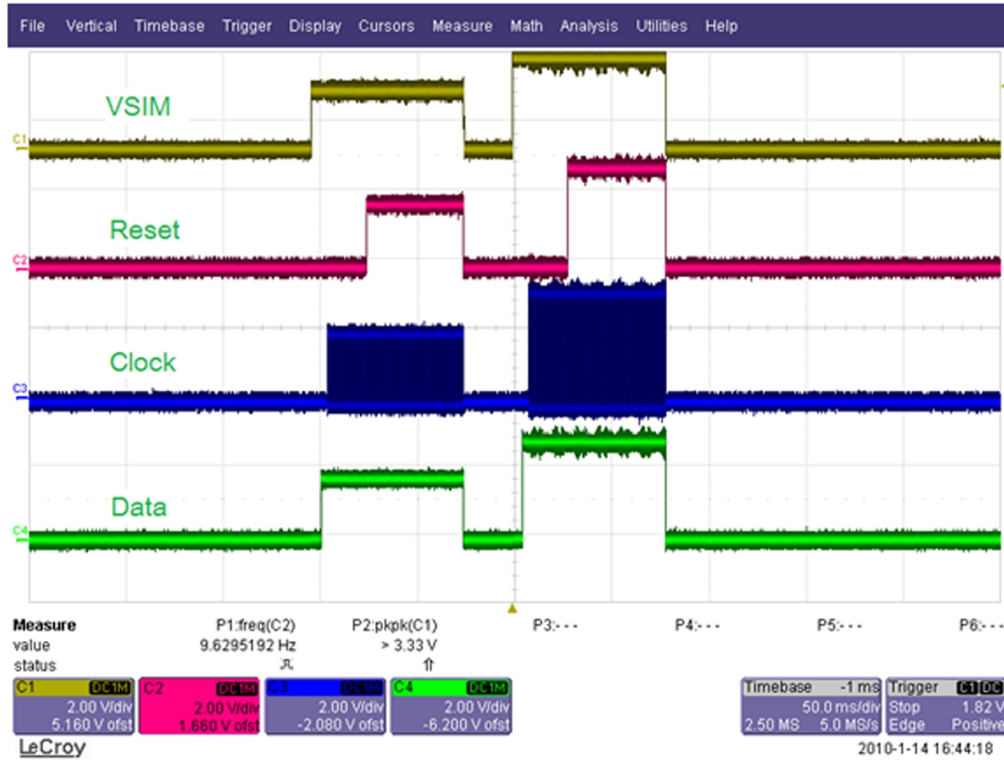 File Vertical Timebase Trigger Display Cursors Measure Math Analysis Utilities Help
VSIM
C1
Reset
C2
Clock
C3
Data
C4
Measure P1:freq(C2) P2:pkpk(C1) P3:- - - P4:- - - P5:- - - P6:- - -
value 9.6295192 Hz > 3.33 V
status
C1 DC1M C2 DC1M C3 DC1M C4 DC1M Timebase -1 ms Trigger C1 DC
2.00 V/div 2.00 V/div 2.00 V/div 2.00 V/div 50.0 ms/div Stop 1.82 V
5.160 V ofst 1.660 V ofst -2.080 V ofst -6.200 V ofst 2.50 MS 5.0 MS/s Edge Positive
LeCroy 2010-1-14 16:44:18